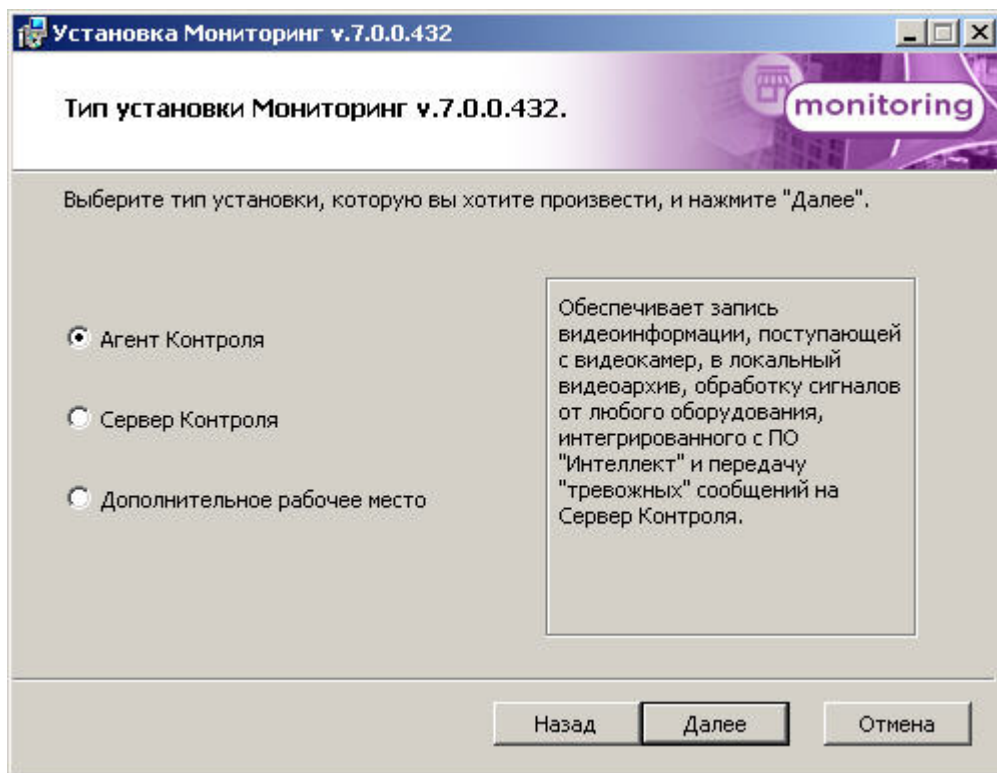 Установка Мониторинг v.7.0.0.432
Тип установки Мониторинг v.7.0.0.432.
monitoring
Выберите тип установки, которую вы хотите произвести, и нажмите "Далее".
Агент Контроля
Сервер Контроля
Дополнительное рабочее место
Обеспечивает запись
видеоинформации, поступающей
с видеокамер, в локальный
видеоархив, обработку сигналов
от любого оборудования,
интегрированного с ПО
"Интеллект" и передачу
"тревожных" сообщений на
Сервер Контроля.
Назад
Далее
Отмена